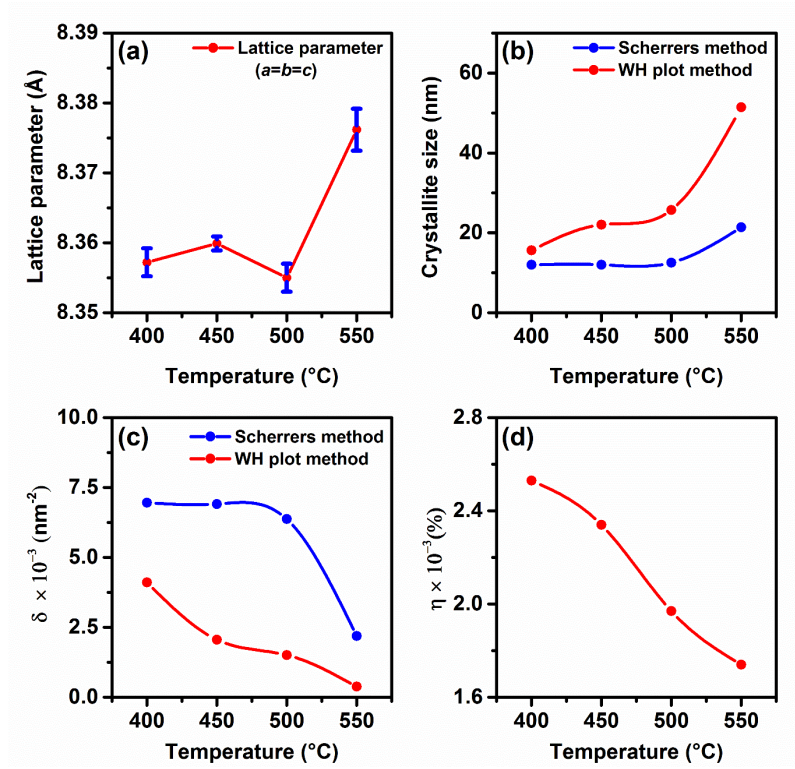 (a)
Lattice parameter
(a=b=c)
8.39
8.38
8.37
8.36
8.35
Lattice parameter (Å)
400 450 500 550
Temperature (°C)
(b)
Scherrers method
WH plot method
60
40
20
0
Crystallite size (nm)
400 450 500 550
Temperature (°C)
(c)
Scherrers method
WH plot method
10.0
7.5
5.0
2.5
0.0
δ × 10⁻³ (nm⁻²)
400 450 500 550
Temperature (°C)
(d)
2.8
2.4
2.0
1.6
η × 10⁻³(%)
400 450 500 550
Temperature (°C)